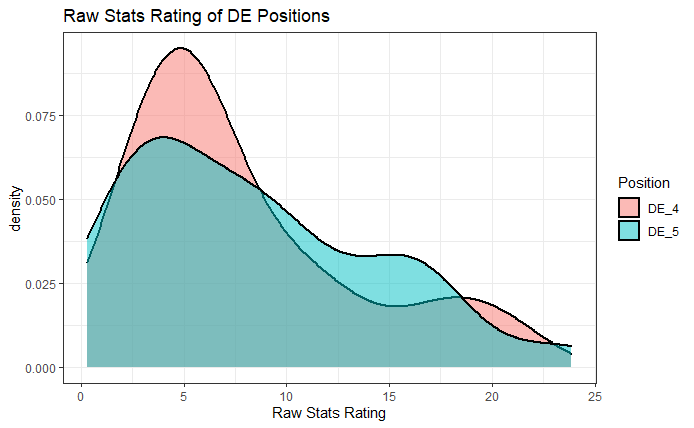 Raw Stats Rating of DE Positions
0.075
0.050
0.025
0.000
density
0
5
10
15
20
25
Raw Stats Rating
Position
DE_4
DE_5